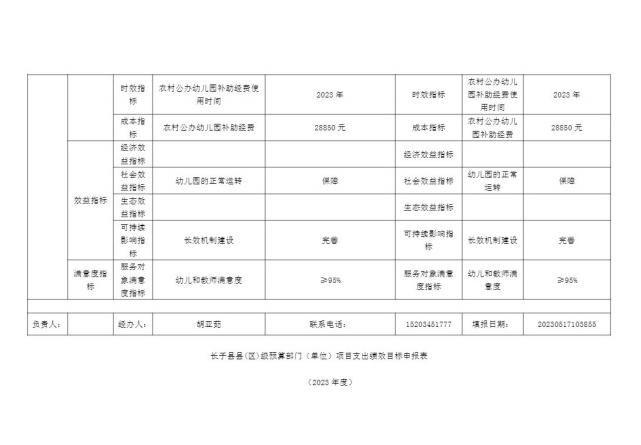 时效指标 农村公办幼儿园补助经费使用时间 2023 年 时效指标 农村公办幼儿园补助经费使用时间 2023 年
成本指标 农村公办幼儿园补助经费 28850 元 成本指标 农村公办幼儿园补助经费 28850 元
效益指标 经济效益指标 经济效益指标
社会效益指标 幼儿园的正常运转 保障 社会效益指标 幼儿园的正常运转 保障
生态效益指标 生态效益指标
可持续影响指标 长效机制建设 完善 可持续影响指标 长效机制建设 完善
满意度指标 服务对象满意度指标 幼儿和教师满意度 ≥95% 服务对象满意度指标 幼儿和教师满意度 ≥95%
负责人: 经办人: 胡亚茹 联系电话: 15203451777 填报日期: 20230517103855
长子县县(区)级预算部门（单位）项目支出绩效目标申报表
（2023 年度）